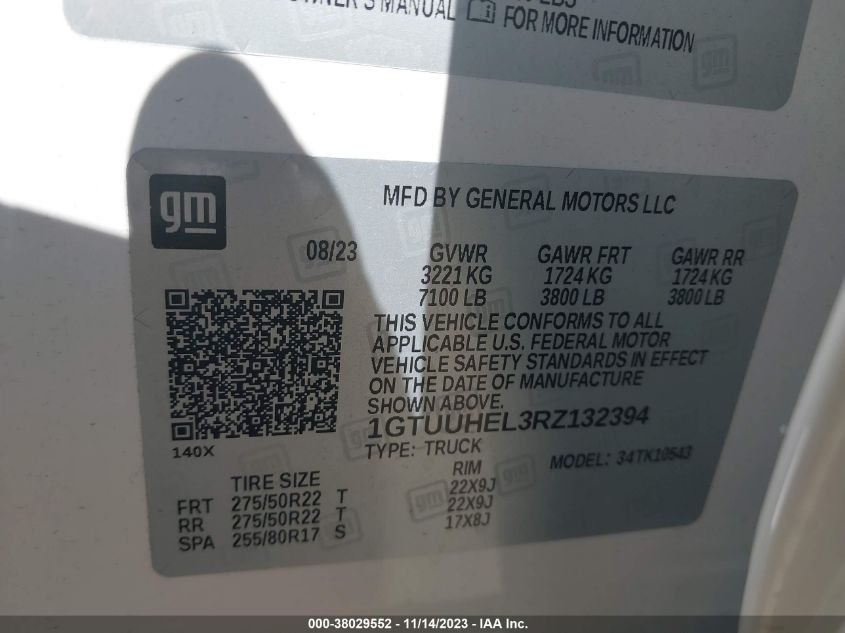 OWNER'S MANUAL FOR MORE INFORMATION
gm
gm
gm
MFD BY GENERAL MOTORS LLC
08/23 GVWR GAWR FRT GAWR RR
3221 KG 1724 KG 1724 KG
7100 LB 3800 LB 3800 LB
THIS VEHICLE CONFORMS TO ALL
APPLICABLE U.S. FEDERAL MOTOR
VEHICLE SAFETY STANDARDS IN EFFECT
ON THE DATE OF MANUFACTURE
SHOWN ABOVE.
1GTUUHEL3RZ132394
140X TYPE: TRUCK MODEL: 34TK10543
TIRE SIZE RIM
FRT 275/50R22 T 22X9J
RR 275/50R22 T 22X9J
SPA 255/80R17 S 17X8J
gm
000-38029552 - 11/14/2023 - IAAI Inc.